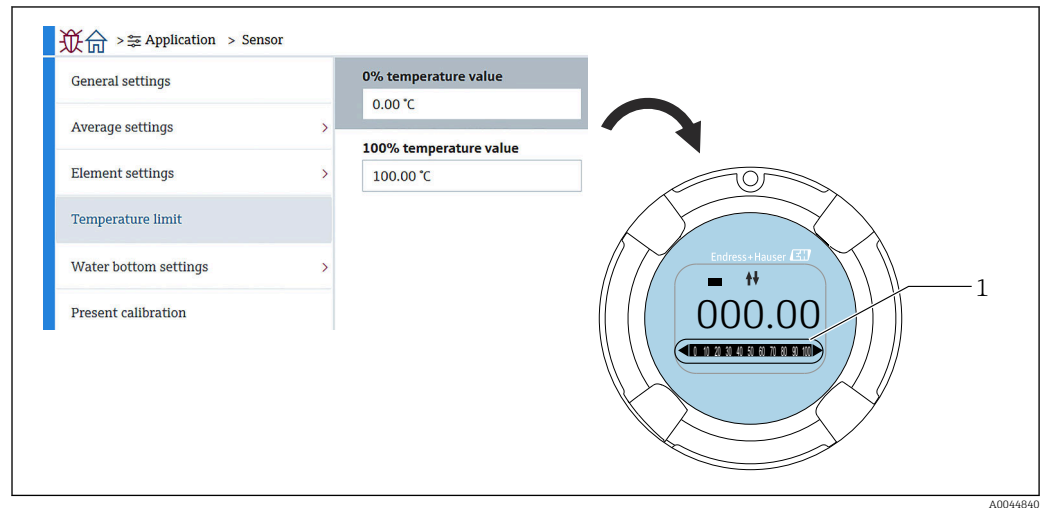 > Application > Sensor
General settings
Average settings >
Element settings >
Temperature limit
Water bottom settings >
Present calibration
0% temperature value
0.00 °C
100% temperature value
100.00 °C
Endress+Hauser EH
000.00
0 10 20 30 40 50 60 70 80 90 100
1
A0044840